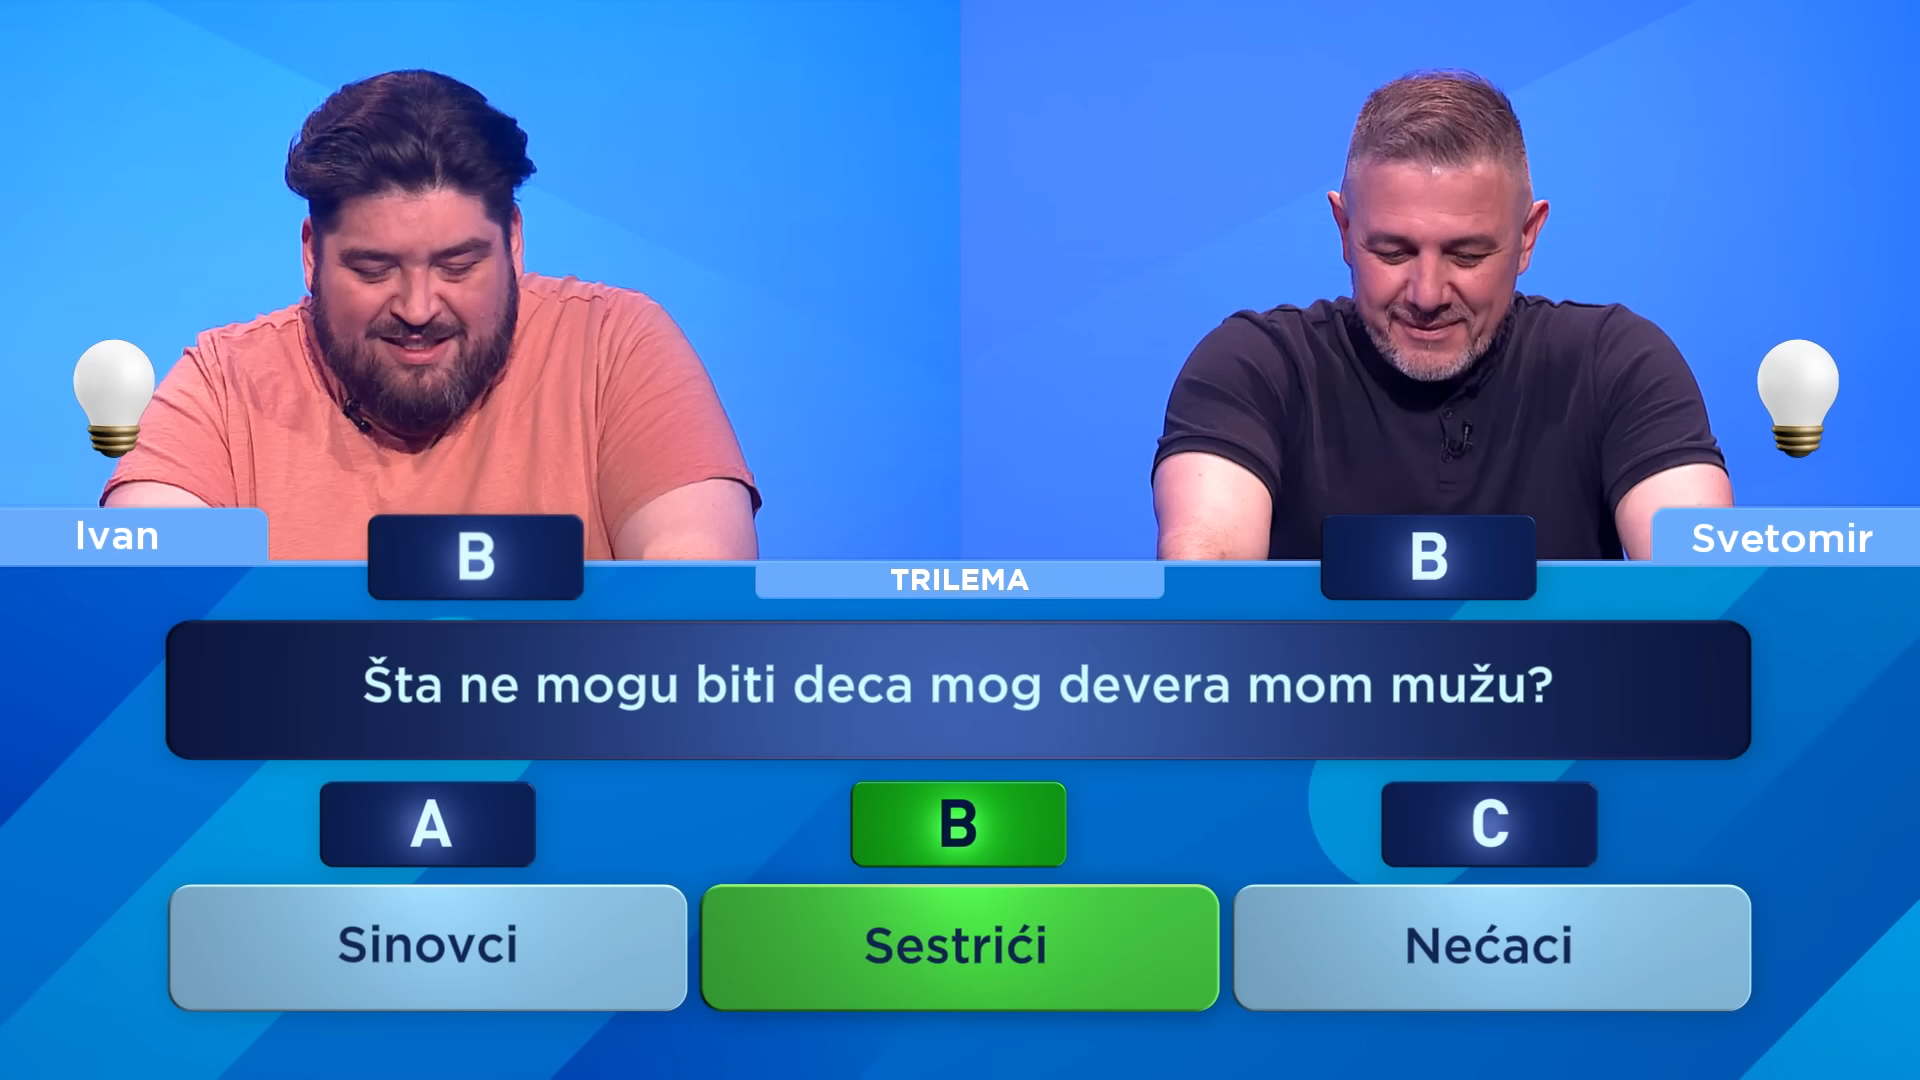 Ivan
B
TRILEMA
B
Svetomir
Šta ne mogu biti deca mog devera mom mužu?
A
B
C
Sinovci
Sestrići
Nećaci